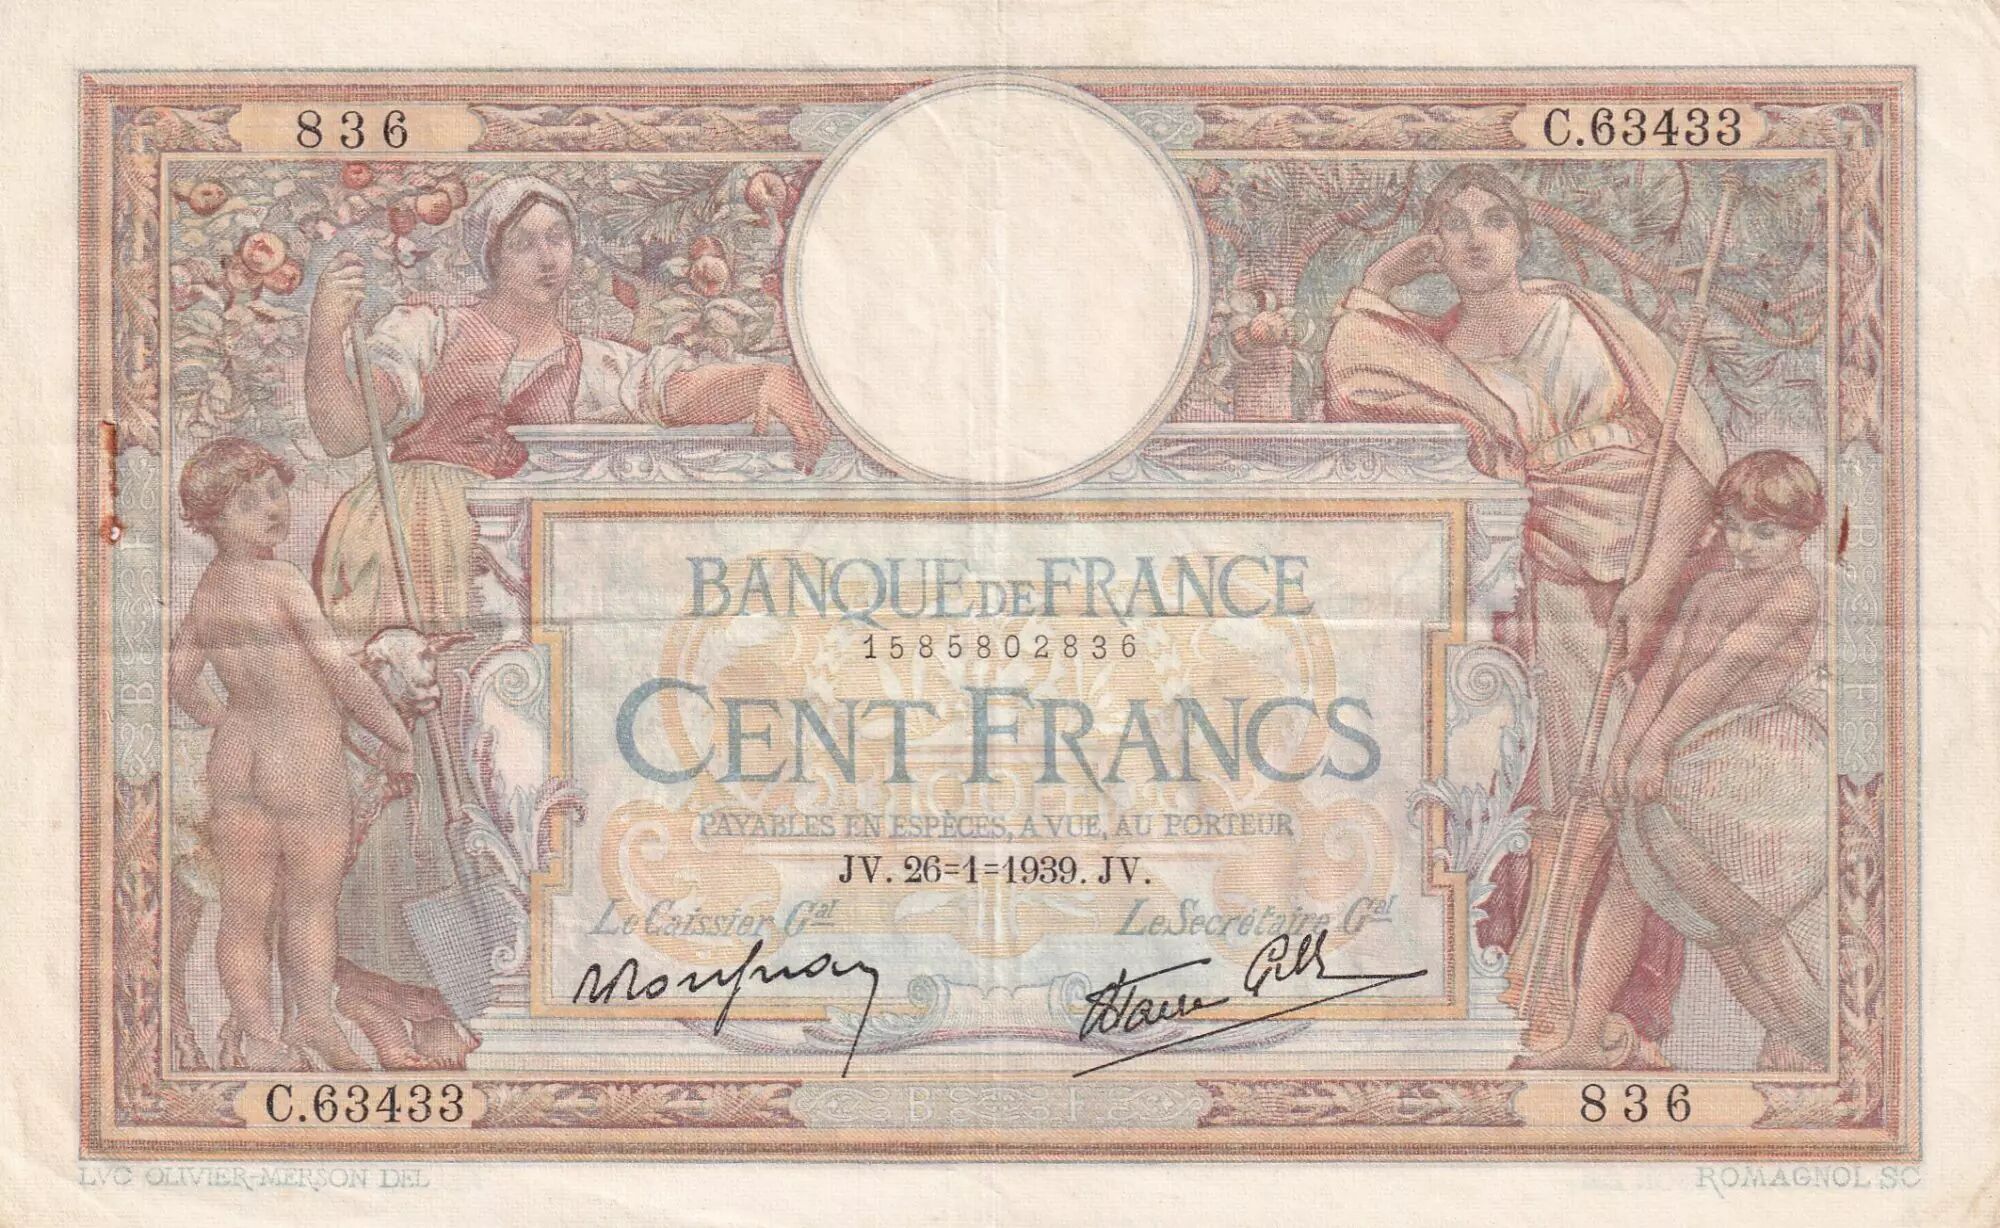 836
C.63433
BANQUE DE FRANCE
1585802836
CENT FRANCS
PAYABLES EN ESPÈCES, A VUE, AU PORTEUR
JV. 26=1=1939. JV.
Le Caissier Gal
Le Secrétaire Gal
C.63433
B F
836
B F
B F
LVC OLIVIER-MERSON DEL
ROMAGNOL SC